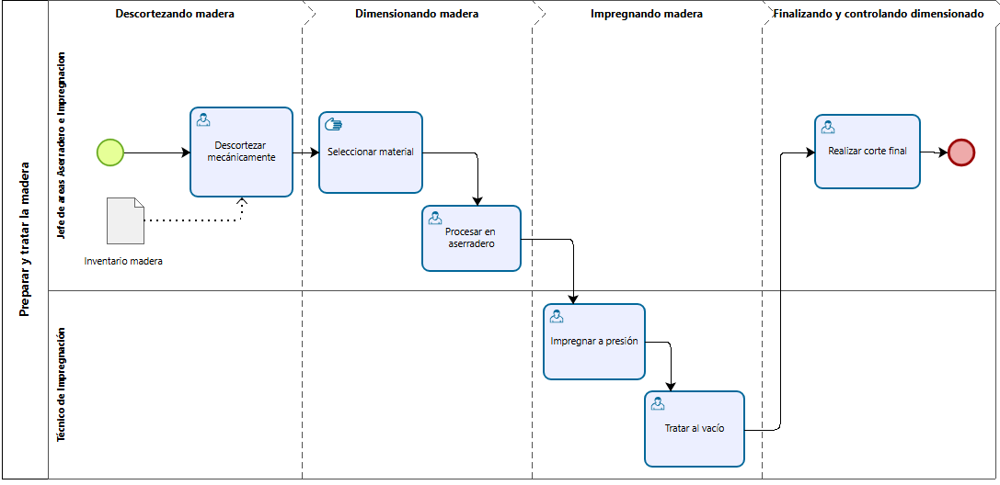 Descortezando madera
Dimensionando madera
Impregnando madera
Finalizando y controlando dimensionado
Preparar y tratar la madera
Jefe de areas Aserradero e Impregnacion
Descortezar
mecánicamente
Inventario madera
Seleccionar material
Procesar en
aserradero
Realizar corte final
Técnico de Impregnación
Impregnar a presión
Tratar al vacío